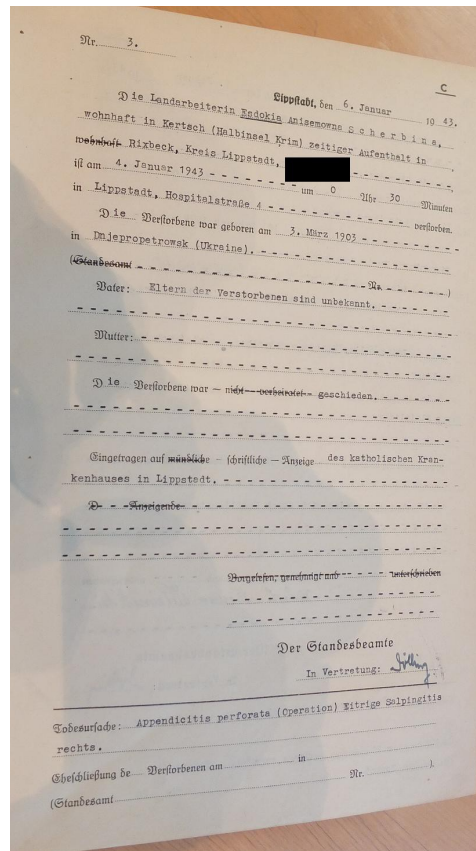 C
Nr. 3.
Lippstadt, den 6. Januar 1943.
Die Landarbeiterin Esdokia Anisemowna Scherbina,
wohnhaft in Kertsch (Halbinsel Krim) zeitiger Aufenthalt in
wohnhaft Rixbeck, Kreis Lippstadt,
ist am 4. Januar 1943 um 0 Uhr 30 Minuten
in Lippstadt, Hospitalstraße 4 verstorben.
Die Verstorbene war geboren am 3. März 1903
in Dnjepropetrowsk (Ukraine).
(Standesamt Nr. )
Vater: Eltern der Verstorbenen sind unbekannt.
Mutter:
Die Verstorbene war – nicht – verheiratet – geschieden.
Eingetragen auf mündliche – schriftliche – Anzeige des katholischen Kran-
kenhauses in Lippstadt.
D Anzeigende
Vorgelesen, genehmigt und unterschrieben
Der Standesbeamte
In Vertretung:
Todesursache: Appendicitis perforata (Operation) Eitrige Salpingitis
rechts.
Eheschließung de Verstorbenen am in
(Standesamt Nr. ).